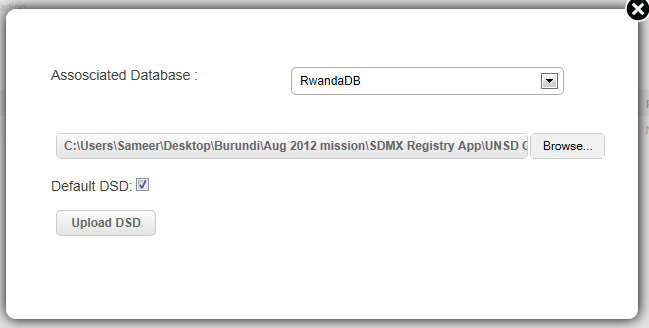 Assosciated Database :
RwandaDB
C:\Users\Sameer\Desktop\Burundi\Aug 2012 mission\SDMX Registry App\UNSD
Browse...
Default DSD:
Upload DSD